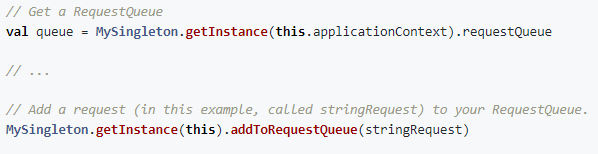 // Get a RequestQueue
val queue = MySingleton.getInstance(this.applicationContext).requestQueue
// ...
// Add a request (in this example, called stringRequest) to your RequestQueue.
MySingleton.getInstance(this).addToRequestQueue(stringRequest)